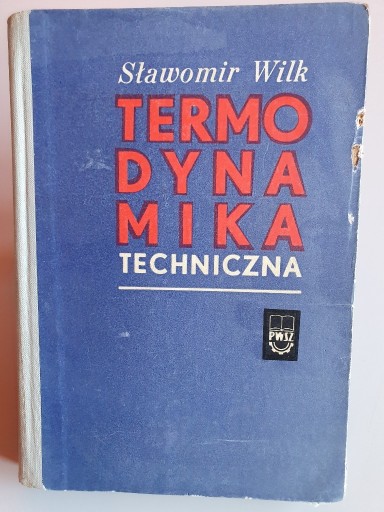 Sławomir Wilk
TERMO
DYNA
MIKA
TECHNICZNA
PWSZ